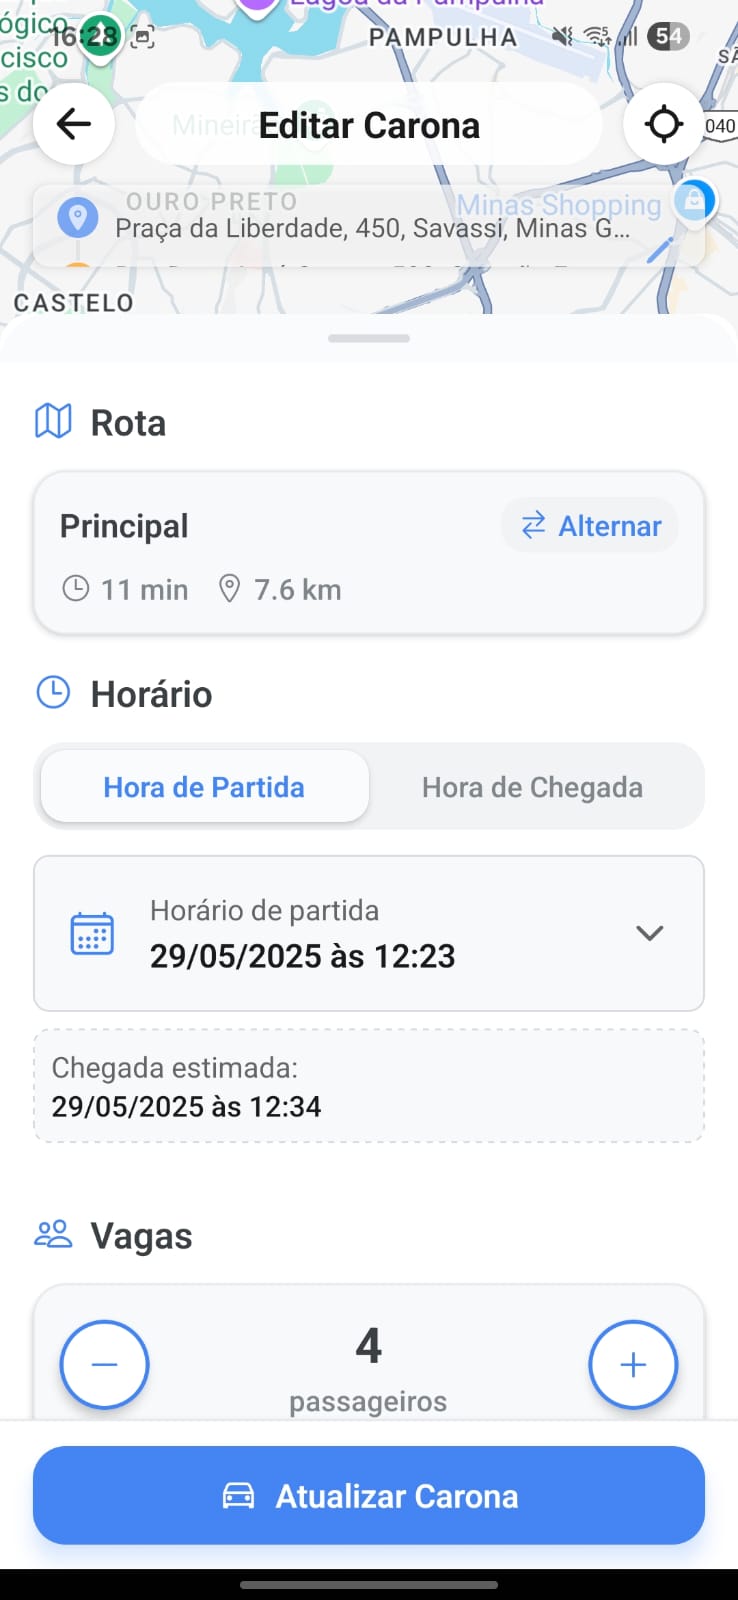 Lagoa da Pampulha
ógico
16:28
PAMPULHA
54
cisco
s do
Mineir
Editar Carona
040
OURO PRETO
Minas Shopping
Praça da Liberdade, 450, Savassi, Minas G...
CASTELO
Rota
Principal
Alternar
11 min
7.6 km
Horário
Hora de Partida
Hora de Chegada
Horário de partida
29/05/2025 às 12:23
Chegada estimada:
29/05/2025 às 12:34
Vagas
4
passageiros
Atualizar Carona